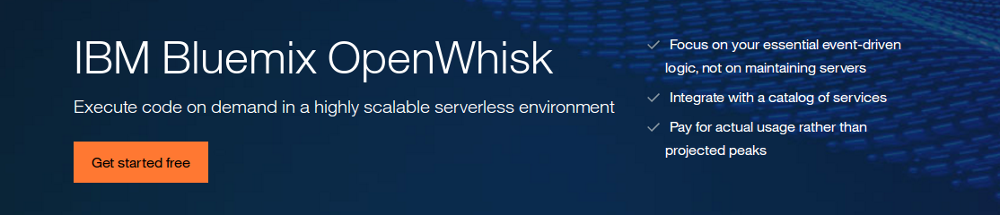 IBM Bluemix OpenWhisk
Execute code on demand in a highly scalable serverless environment
Get started free
Focus on your essential event-driven
logic, not on maintaining servers
Integrate with a catalog of services
Pay for actual usage rather than
projected peaks